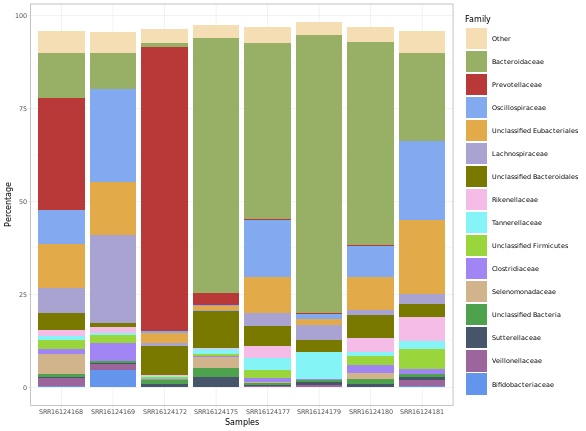 Family
Other
Bacteroidaceae
Prevotellaceae
Oscillospiraceae
Unclassified Eubacteriales
Lachnospiraceae
Unclassified Bacteroidales
Rikenellaceae
Tannerellaceae
Unclassified Firmicutes
Clostridiaceae
Selenomonadaceae
Unclassified Bacteria
Sutterellaceae
Veillonellaceae
Bifidobacteriaceae
Percentage
100
75
50
25
0
SRR16124168 SRR16124169 SRR16124172 SRR16124175 SRR16124177 SRR16124179 SRR16124180 SRR16124181
Samples